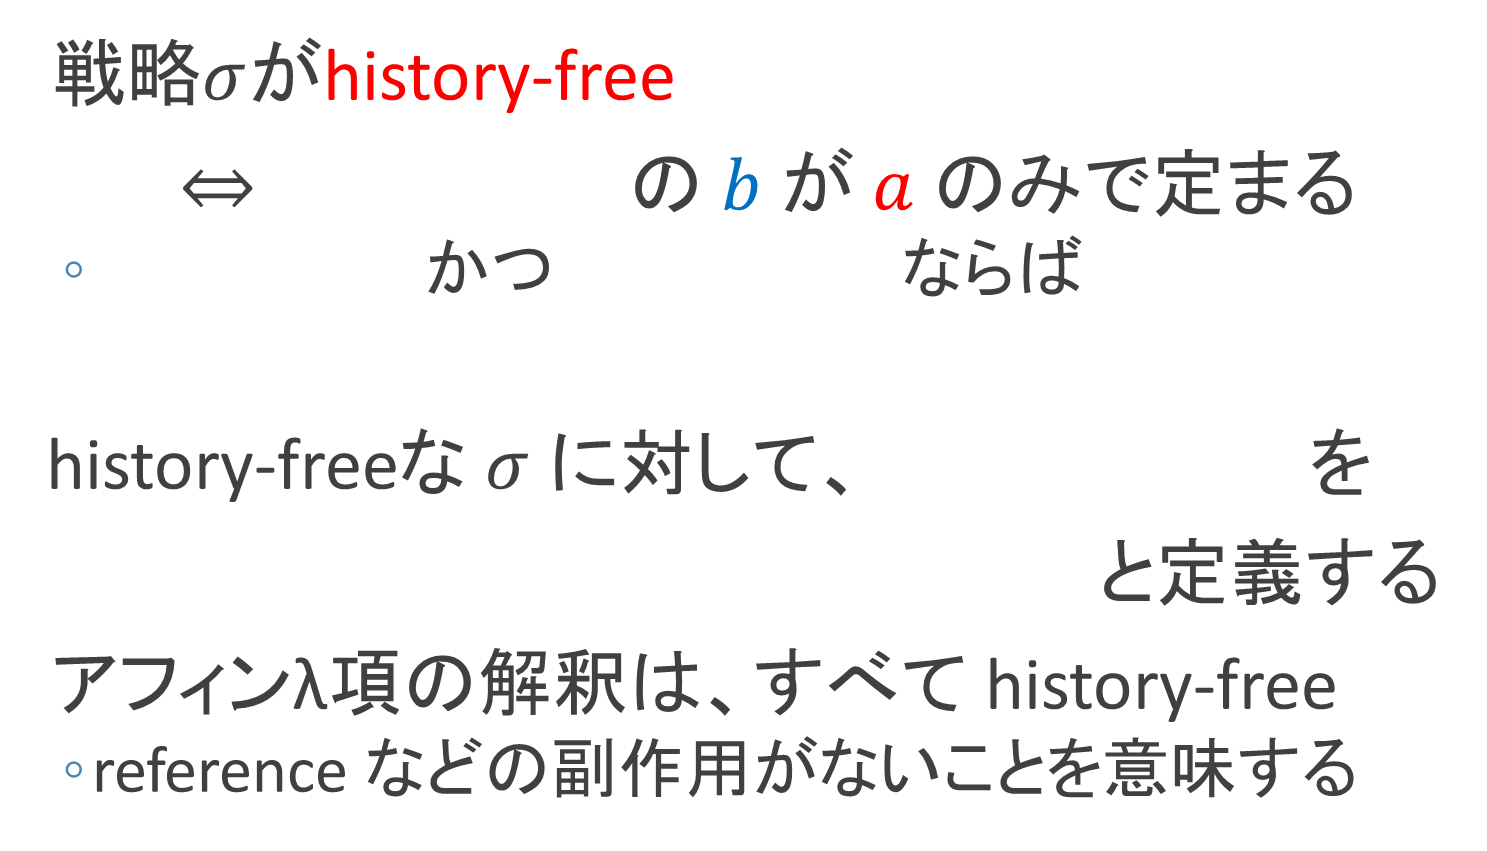 戦略𝜎がhistory-free
⇔ の b が a のみで定まる
◦ かつ ならば
history-freeな 𝜎 に対して、 を
と定義する
アフィンλ項の解釈は、すべて history-free
◦reference などの副作用がないことを意味する